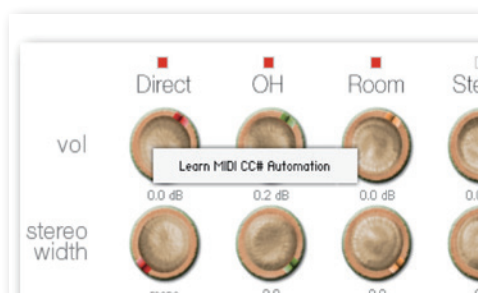 Direct OH Room Ste
vol
Learn MIDI CC# Automation
0.0 dB 0.2 dB 0.0 dB
stereo
width